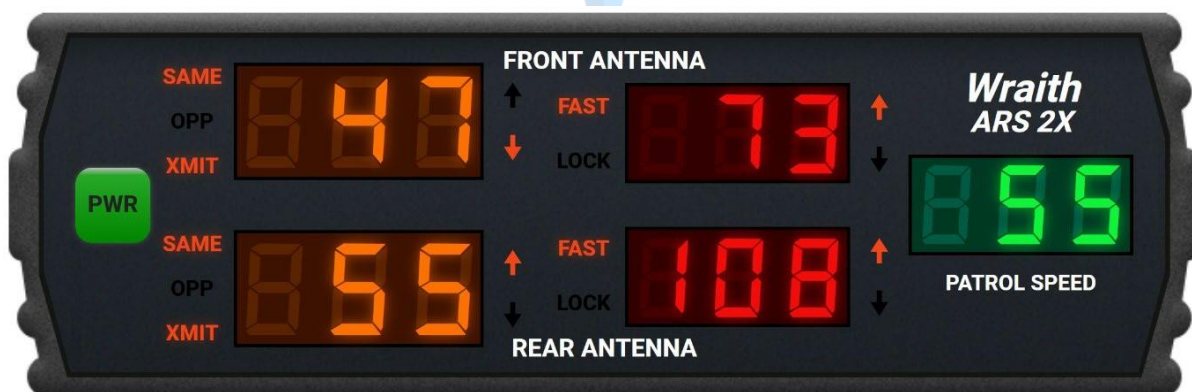 FRONT ANTENNA
SAME
OPP
XMIT
47
FAST
LOCK
73
Wraith
ARS 2X
PWR
55
PATROL SPEED
SAME
OPP
XMIT
55
FAST
LOCK
108
REAR ANTENNA